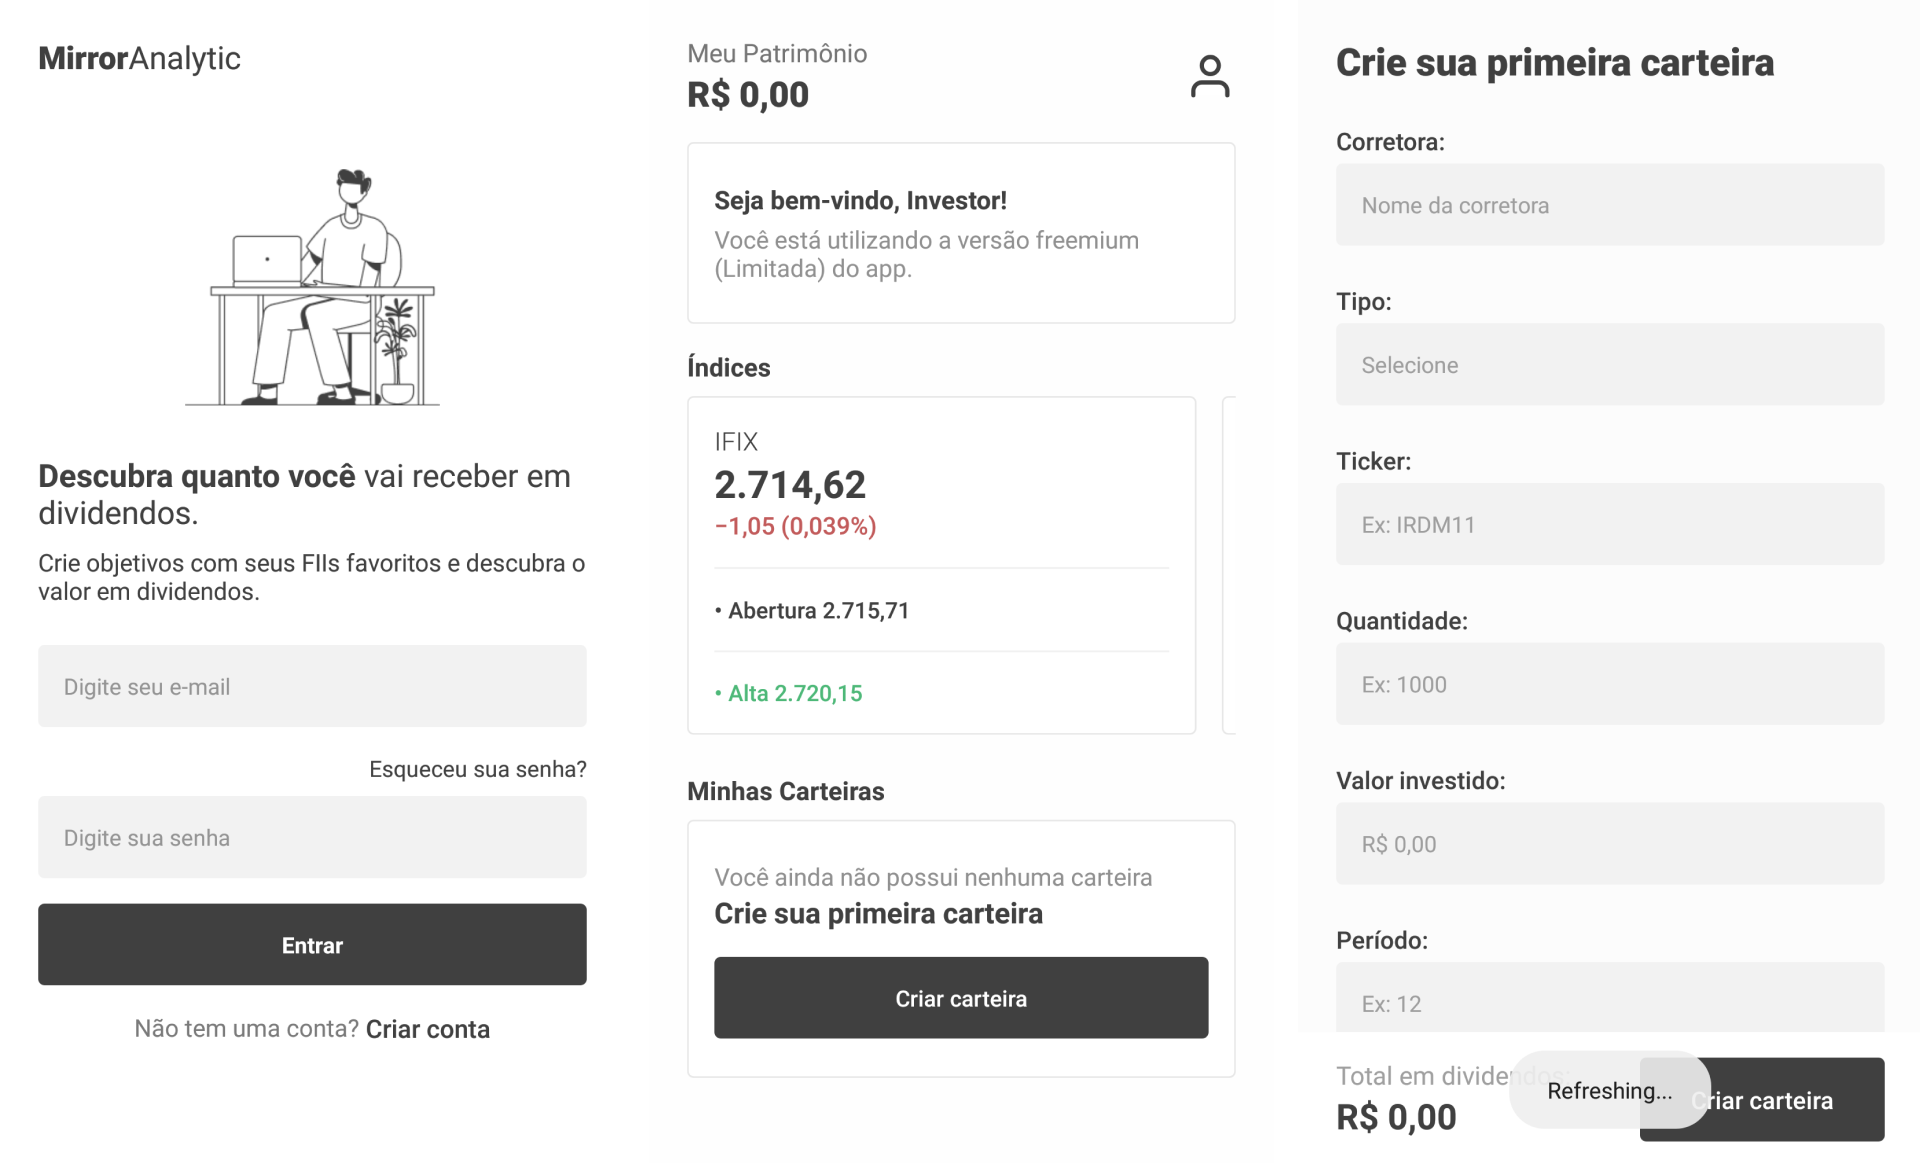 MirrorAnalytic
Descubra quanto você vai receber em
dividendos.
Crie objetivos com seus FIIs favoritos e descubra o
valor em dividendos.
Digite seu e-mail
Esqueceu sua senha?
Digite sua senha
Entrar
Não tem uma conta? Criar conta
Meu Patrimônio
R$ 0,00
Seja bem-vindo, Investor!
Você está utilizando a versão freemium
(Limitada) do app.
Índices
IFIX
2.714,62
−1,05 (0,039%)
• Abertura 2.715,71
• Alta 2.720,15
Minhas Carteiras
Você ainda não possui nenhuma carteira
Crie sua primeira carteira
Criar carteira
Crie sua primeira carteira
Corretora:
Nome da corretora
Tipo:
Selecione
Ticker:
Ex: IRDM11
Quantidade:
Ex: 1000
Valor investido:
R$ 0,00
Período:
Ex: 12
Total em dividendos:
R$ 0,00
Refreshing...
Criar carteira